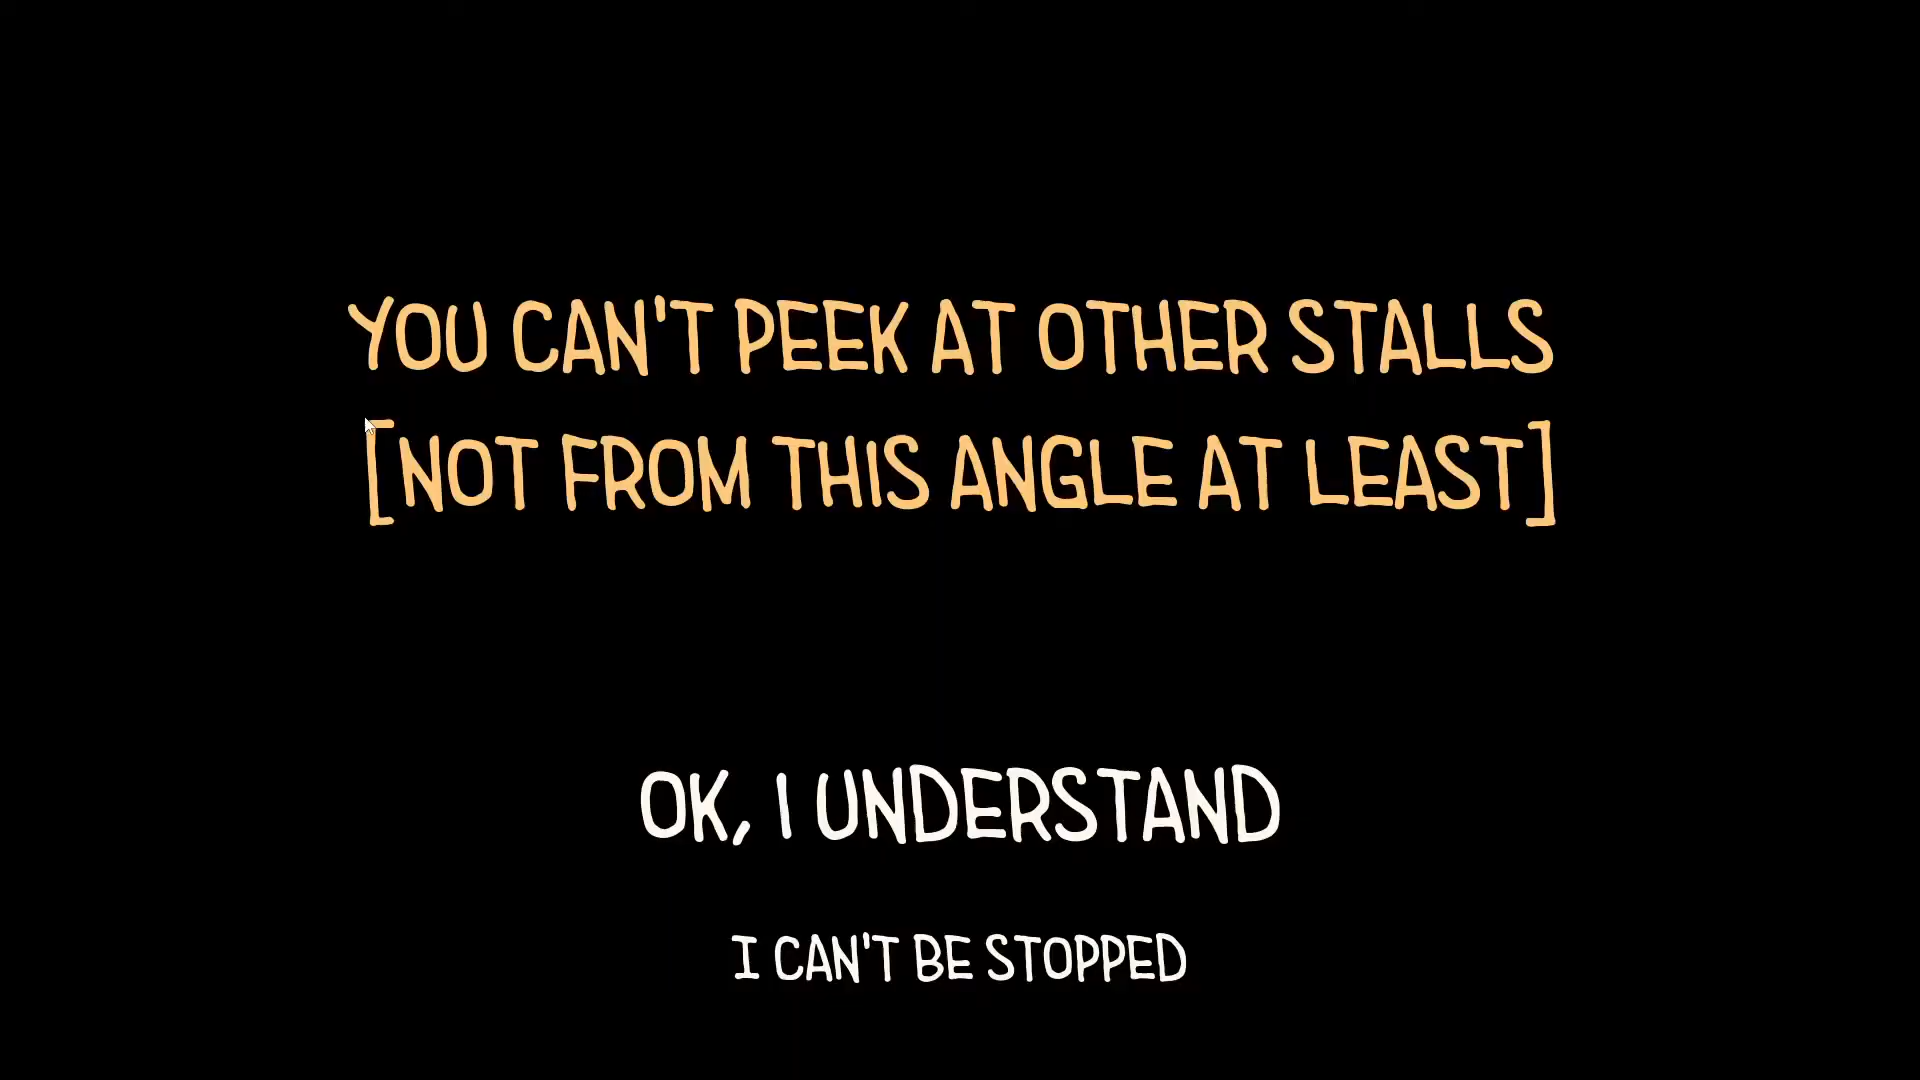 YOU CAN'T PEEK AT OTHER STALLS
[NOT FROM THIS ANGLE AT LEAST]
OK, I UNDERSTAND
I CAN'T BE STOPPED